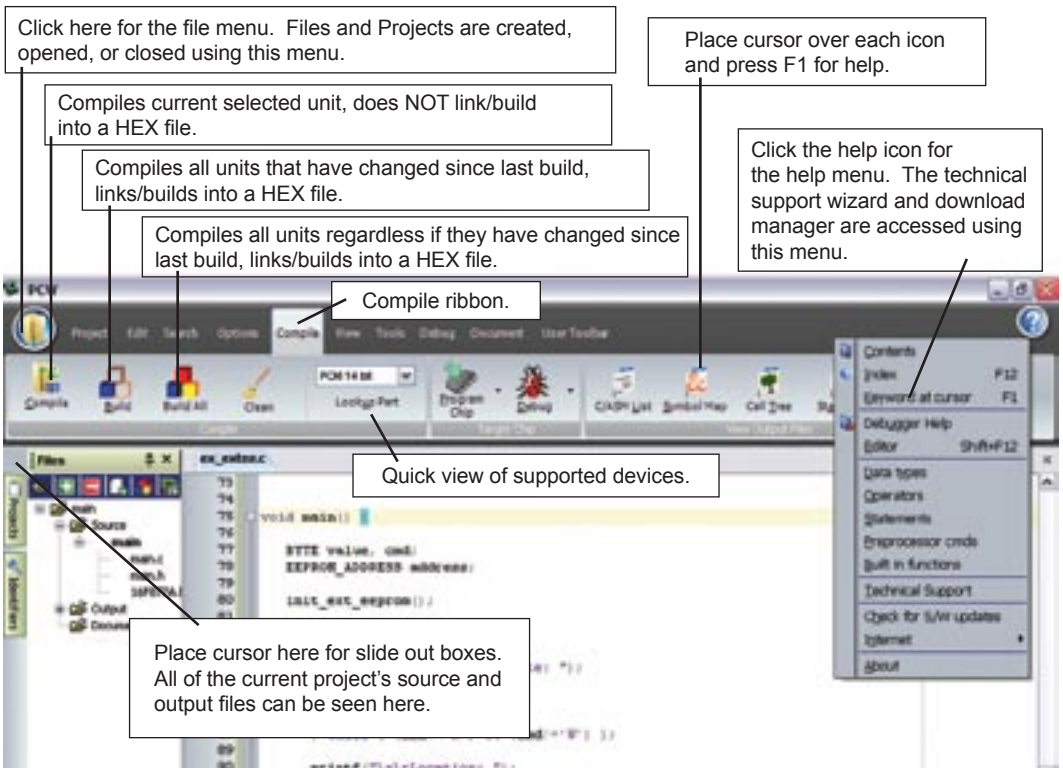 Click here for the file menu.  Files and Projects are created,
opened, or closed using this menu.
Place cursor over each icon
and press F1 for help.
Compiles current selected unit, does NOT link/build
into a HEX file.
Compiles all units that have changed since last build,
links/builds into a HEX file.
Click the help icon for
the help menu.  The technical
support wizard and download
manager are accessed using
this menu.
Compiles all units regardless if they have changed since
last build, links/builds into a HEX file.
PCW
Compile ribbon.
Project Edit Search Options Compile View Tools Debug Document User Toolbar
Compile Build Build All Clean
PCM 14 bit
Lookup Part
Program Chip Debug
C/ASM List Symbol Map Call Tree
Compile Target Chip View Output Files
Contents
Index F12
Keyword at cursor F1
Debugger Help
Editor Shift+F12
Data types
Operators
Statements
Preprocessor cmds
Built in functions
Technical Support
Check for S/W updates
Internet
About
Quick view of supported devices.
Files
Projects
Identifiers
main
Source
main
main.c
main.h
Output
73
74
75 void main() {
76
77 BYTE value, cmd;
78 EEPROM_ADDRESS address;
79
80 init_ext_eeprom();
Place cursor here for slide out boxes.
All of the current project's source and
output files can be seen here.
89
90